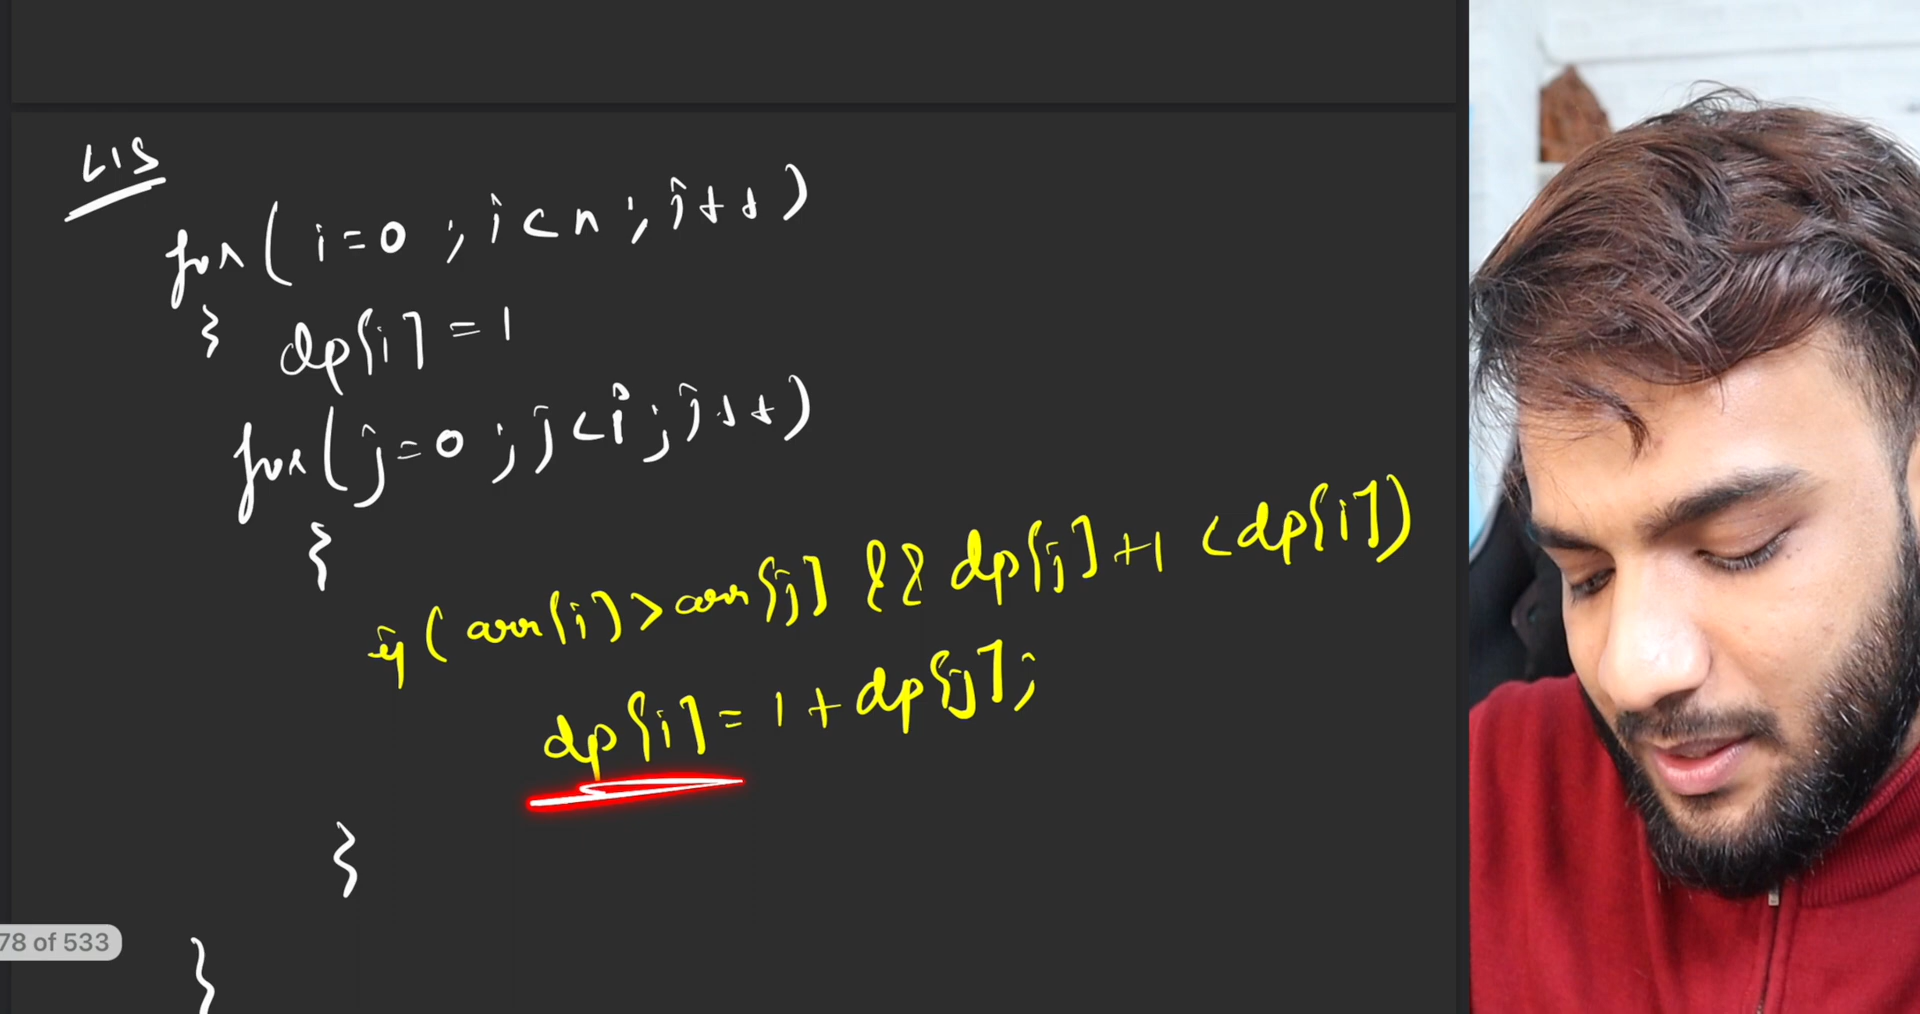 LIS
for( i=0 ; i<n ; i++)
{ dp[i] = 1
for( j=0 ; j<i ; j++)
{
if( arr[i] > arr[j] && dp[j]+1 < dp[i])
dp[i] = 1 + dp[j];
}
78 of 533
}